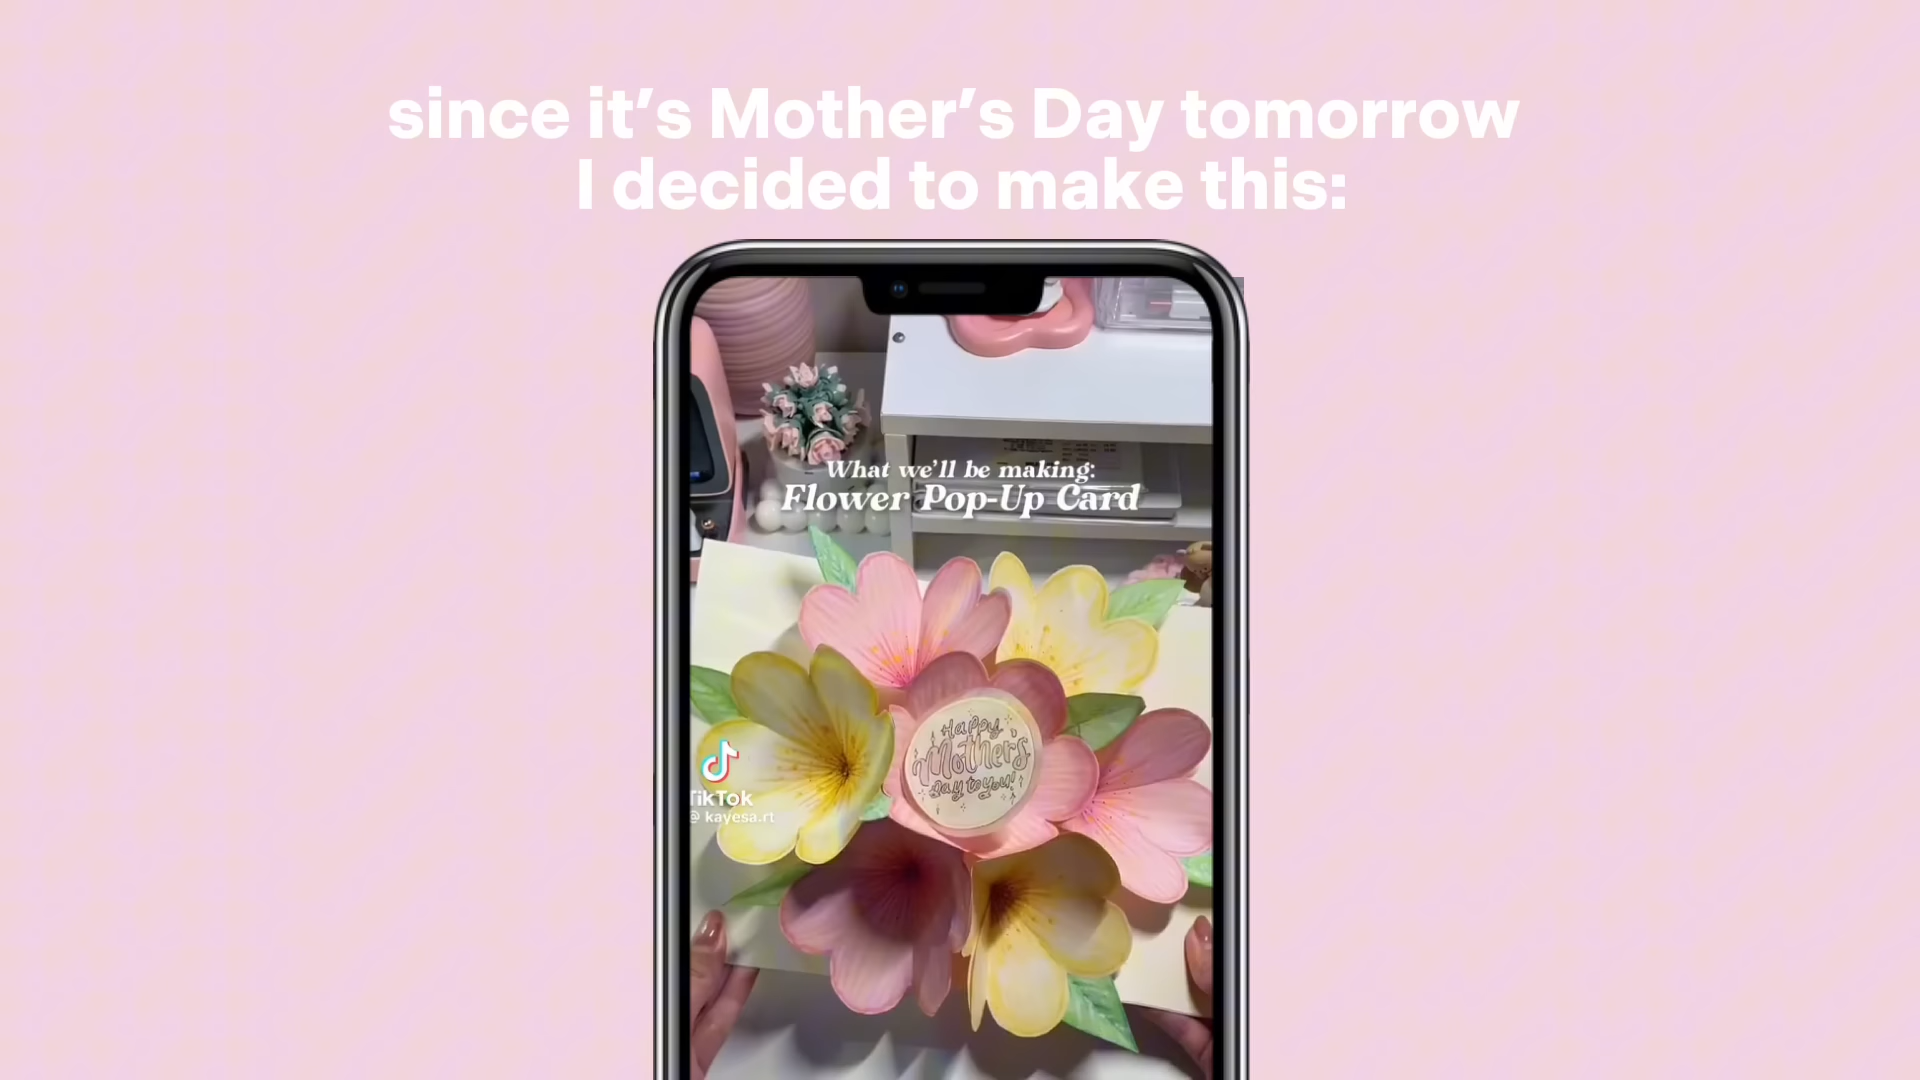 since it's Mother's Day tomorrow
I decided to make this:
What we'll be making:
Flower Pop-Up Card
Happy
Mother's
Day to you!
TikTok
@ kayesa.rt